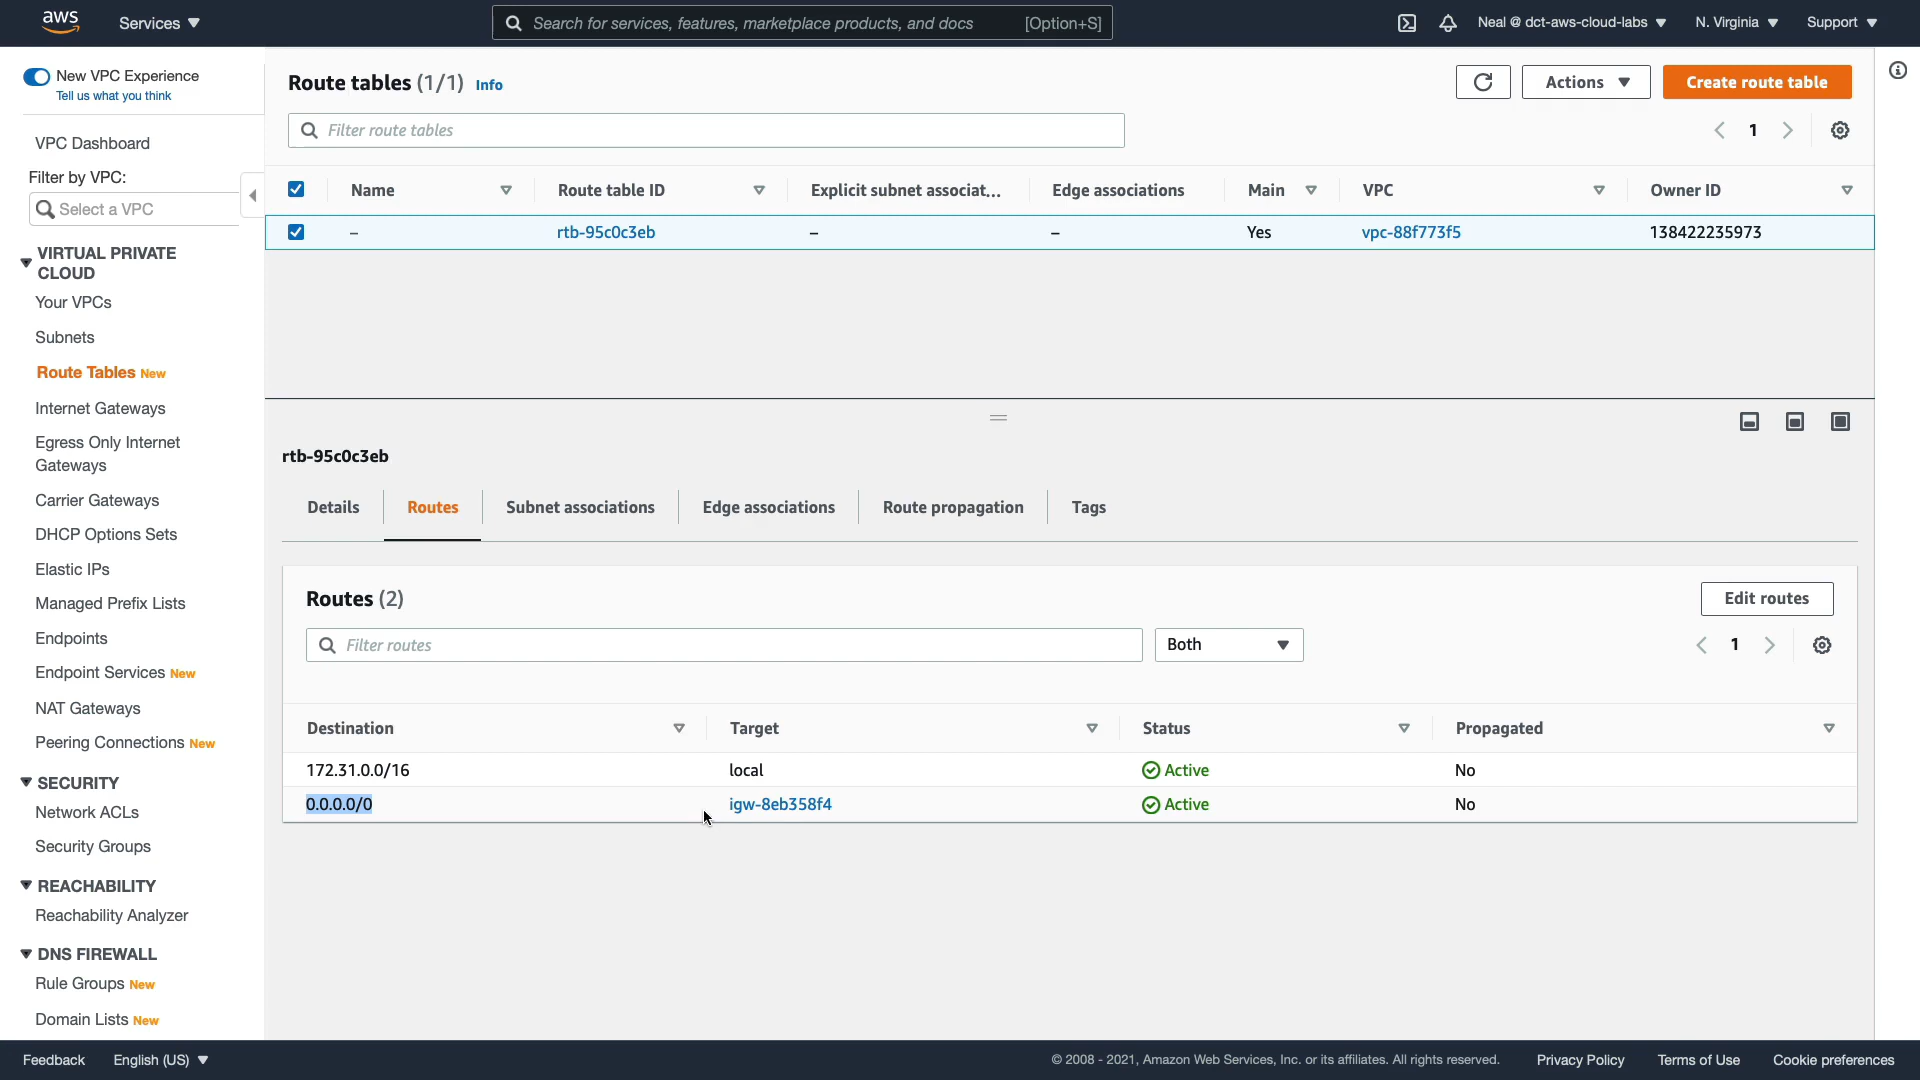 aws
Services
Search for services, features, marketplace products, and docs [Option+S]
Neal @ dct-aws-cloud-labs
N. Virginia
Support
New VPC Experience
Tell us what you think
VPC Dashboard
Filter by VPC:
Select a VPC
VIRTUAL PRIVATE
CLOUD
Your VPCs
Subnets
Route Tables New
Internet Gateways
Egress Only Internet
Gateways
Carrier Gateways
DHCP Options Sets
Elastic IPs
Managed Prefix Lists
Endpoints
Endpoint Services New
NAT Gateways
Peering Connections New
SECURITY
Network ACLs
Security Groups
REACHABILITY
Reachability Analyzer
DNS FIREWALL
Rule Groups New
Domain Lists New
Route tables (1/1) Info
Actions
Create route table
Filter route tables
1
Name Route table ID Explicit subnet associat... Edge associations Main VPC Owner ID
– rtb-95c0c3eb – – Yes vpc-88f773f5 138422235973
rtb-95c0c3eb
Details Routes Subnet associations Edge associations Route propagation Tags
Routes (2)
Edit routes
Filter routes
Both
1
Destination Target Status Propagated
172.31.0.0/16 local Active No
0.0.0.0/0 igw-8eb358f4 Active No
Feedback English (US) © 2008 - 2021, Amazon Web Services, Inc. or its affiliates. All rights reserved. Privacy Policy Terms of Use Cookie preferences